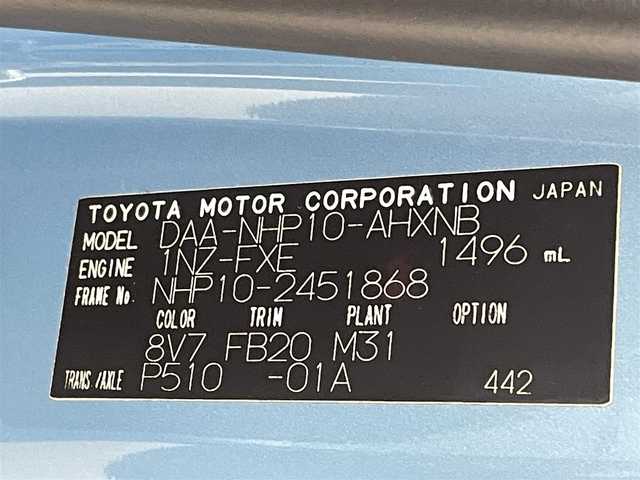 TOYOTA MOTOR CORPORATION JAPAN
MODEL DAA-NHP10-AHXNB
ENGINE 1NZ-FXE 1496 mL
FRAME No. NHP10-2451868
COLOR TRIM PLANT OPTION
8V7 FB20 M31
TRANS/AXLE P510 -01A 442